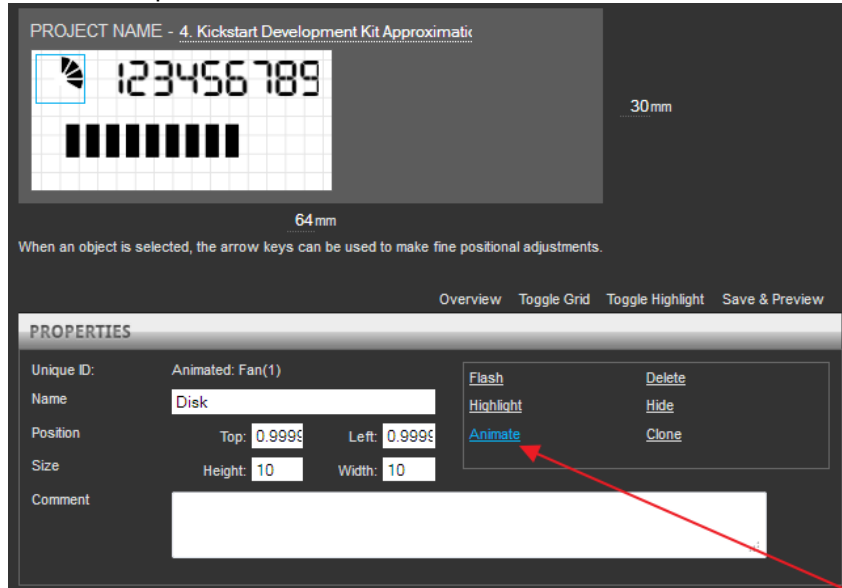 PROJECT NAME - 4. Kickstart Development Kit Approximatic
123456789
30mm
64mm
When an object is selected, the arrow keys can be used to make fine positional adjustments.
Overview Toggle Grid Toggle Highlight Save & Preview
PROPERTIES
Unique ID: Animated: Fan(1) Flash Delete
Name Disk Highlight Hide
Position Top: 0.9999 Left: 0.9999 Animate Clone
Size Height: 10 Width: 10
Comment